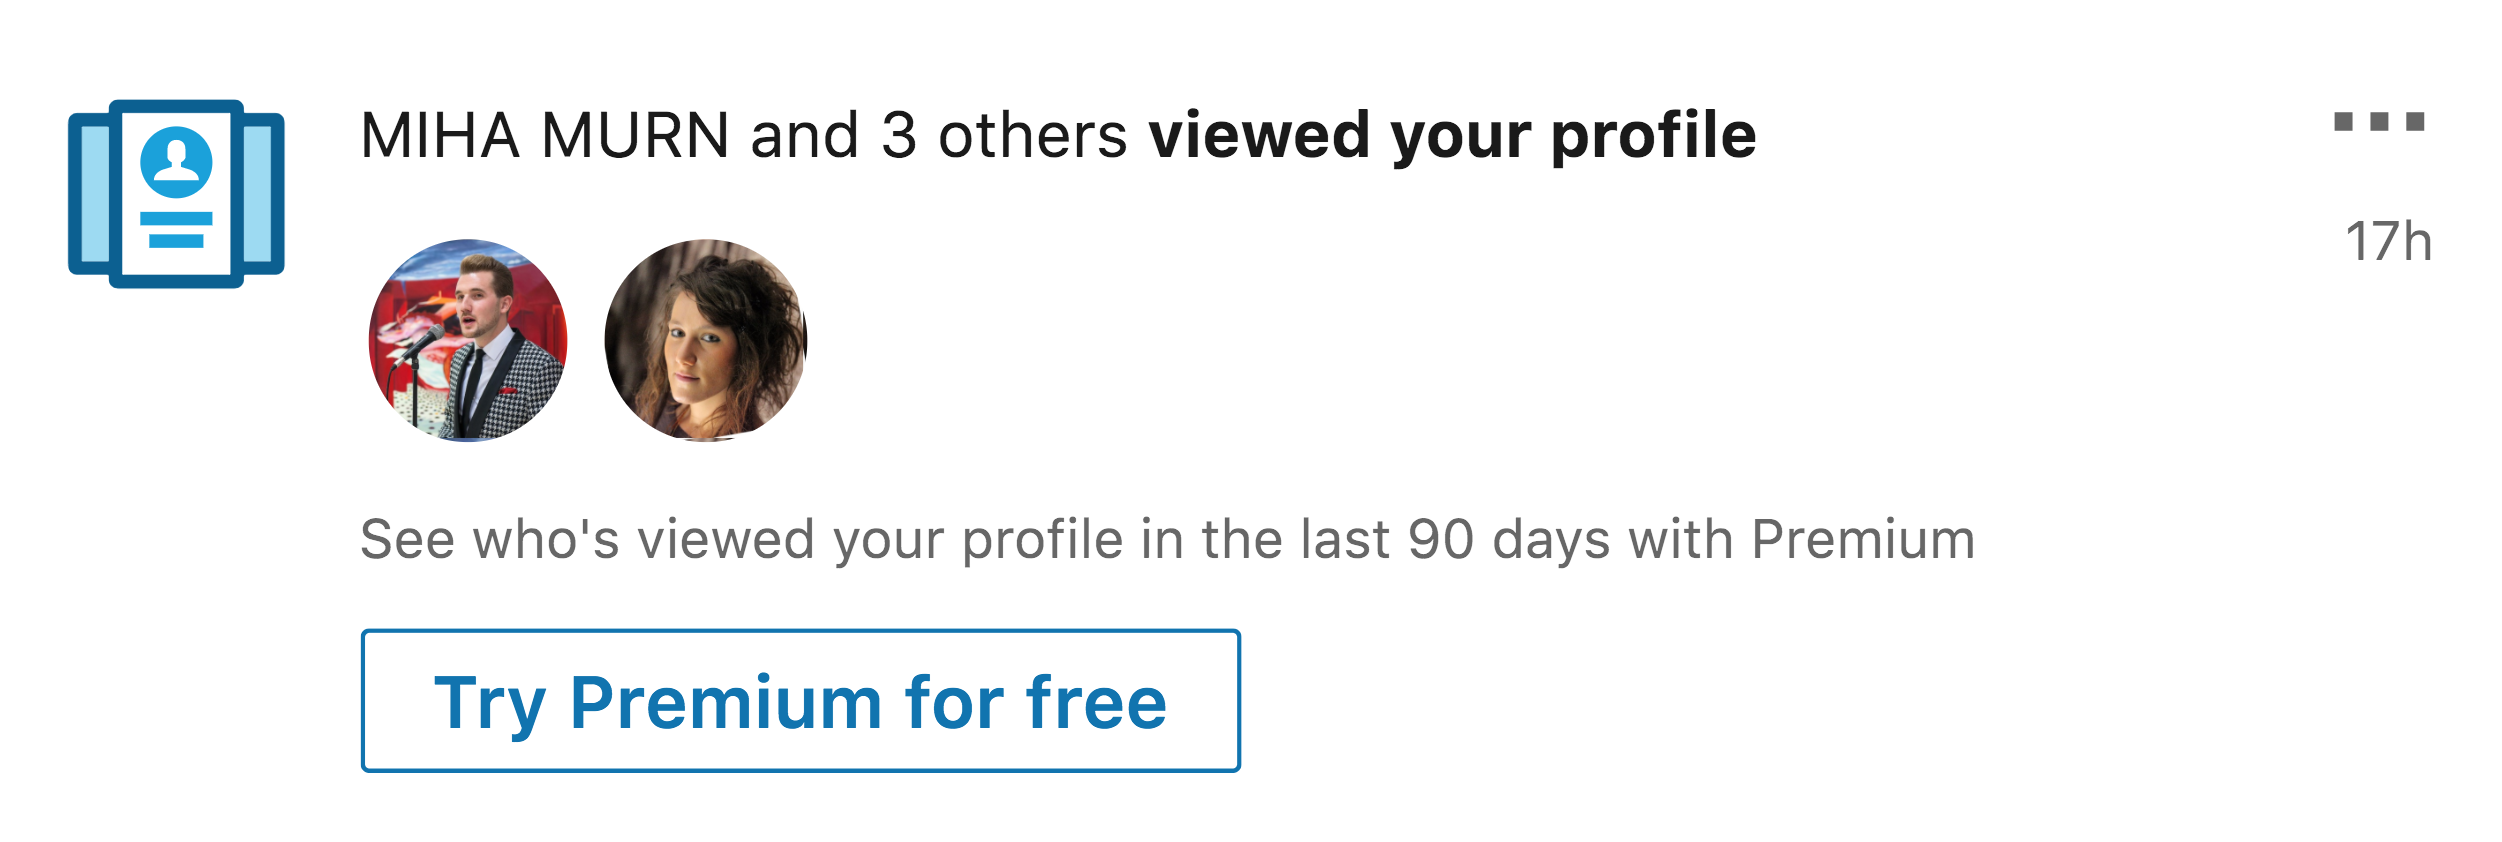 MIHA MURN and 3 others viewed your profile
17h
See who's viewed your profile in the last 90 days with Premium
Try Premium for free